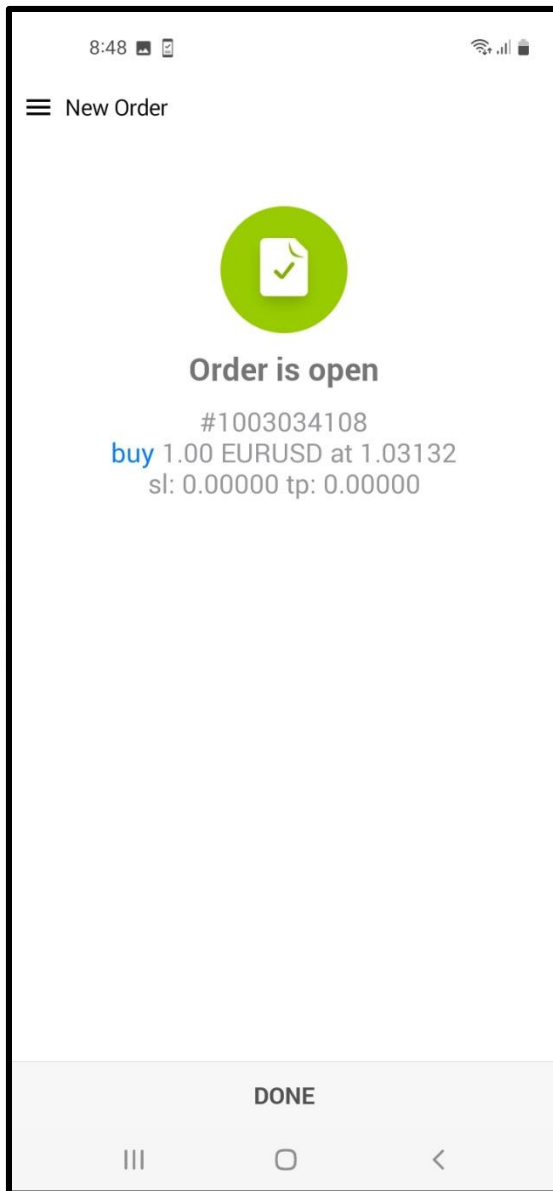 8:48
New Order
Order is open
#1003034108
buy 1.00 EURUSD at 1.03132
sl: 0.00000 tp: 0.00000
DONE